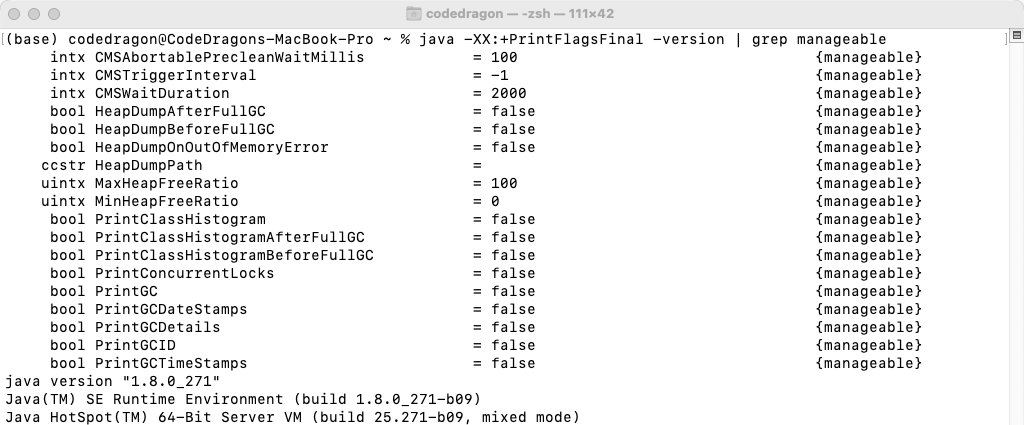 codedragon — -zsh — 111×42
(base) codedragon@CodeDragons-MacBook-Pro ~ % java -XX:+PrintFlagsFinal -version | grep manageable
intx CMSAbortablePrecleanWaitMillis = 100 {manageable}
intx CMSTriggerInterval = -1 {manageable}
intx CMSWaitDuration = 2000 {manageable}
bool HeapDumpAfterFullGC = false {manageable}
bool HeapDumpBeforeFullGC = false {manageable}
bool HeapDumpOnOutOfMemoryError = false {manageable}
ccstr HeapDumpPath = {manageable}
uintx MaxHeapFreeRatio = 100 {manageable}
uintx MinHeapFreeRatio = 0 {manageable}
bool PrintClassHistogram = false {manageable}
bool PrintClassHistogramAfterFullGC = false {manageable}
bool PrintClassHistogramBeforeFullGC = false {manageable}
bool PrintConcurrentLocks = false {manageable}
bool PrintGC = false {manageable}
bool PrintGCDateStamps = false {manageable}
bool PrintGCDetails = false {manageable}
bool PrintGCID = false {manageable}
bool PrintGCTimeStamps = false {manageable}
java version "1.8.0_271"
Java(TM) SE Runtime Environment (build 1.8.0_271-b09)
Java HotSpot(TM) 64-Bit Server VM (build 25.271-b09, mixed mode)